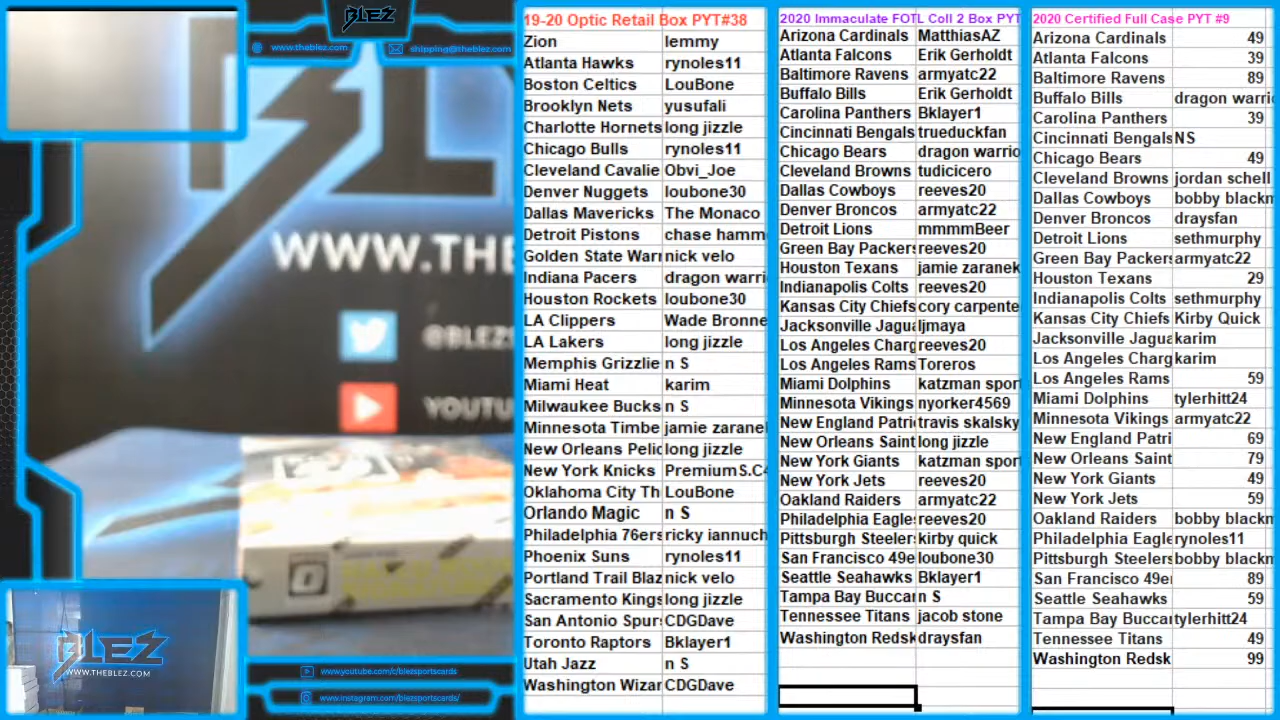 BLEZ
www.theblez.com
shipping@theblez.com
WWW.THE
@BLEZS
YOUTU
BLEZ
WWW.THEBLEZ.COM
www.youtube.com/c/blezsportscards
www.instagram.com/blezsportscards/
19-20 Optic Retail Box PYT#38
Zion lemmy
Atlanta Hawks rynoles11
Boston Celtics LouBone
Brooklyn Nets yusufali
Charlotte Hornets long jizzle
Chicago Bulls rynoles11
Cleveland Cavalie Obvi_Joe
Denver Nuggets loubone30
Dallas Mavericks The Monaco
Detroit Pistons chase hamm
Golden State Warr nick velo
Indiana Pacers dragon warri
Houston Rockets loubone30
LA Clippers Wade Bronne
LA Lakers long jizzle
Memphis Grizzlie n S
Miami Heat karim
Milwaukee Bucks n S
Minnesota Timbe jamie zaranel
New Orleans Pelic long jizzle
New York Knicks PremiumS.C4
Oklahoma City Th LouBone
Orlando Magic n S
Philadelphia 76ers ricky iannuch
Phoenix Suns rynoles11
Portland Trail Blaz nick velo
Sacramento Kings long jizzle
San Antonio Spurs CDGDave
Toronto Raptors Bklayer1
Utah Jazz n S
Washington Wizar CDGDave
2020 Immaculate FOTL Coll 2 Box PYT
Arizona Cardinals MatthiasAZ
Atlanta Falcons Erik Gerholdt
Baltimore Ravens armyatc22
Buffalo Bills Erik Gerholdt
Carolina Panthers Bklayer1
Cincinnati Bengals trueduckfan
Chicago Bears dragon warrio
Cleveland Browns tudicicero
Dallas Cowboys reeves20
Denver Broncos armyatc22
Detroit Lions mmmmBeer
Green Bay Packers reeves20
Houston Texans jamie zaranek
Indianapolis Colts reeves20
Kansas City Chiefs cory carpente
Jacksonville Jagua ljmaya
Los Angeles Charg reeves20
Los Angeles Rams Toreros
Miami Dolphins katzman spor
Minnesota Vikings nyorker4569
New England Patri travis skalsky
New Orleans Saint long jizzle
New York Giants katzman spor
New York Jets reeves20
Oakland Raiders armyatc22
Philadelphia Eagle reeves20
Pittsburgh Steeler kirby quick
San Francisco 49e loubone30
Seattle Seahawks Bklayer1
Tampa Bay Buccar n S
Tennessee Titans jacob stone
Washington Redsk draysfan
2020 Certified Full Case PYT #9
Arizona Cardinals 49
Atlanta Falcons 39
Baltimore Ravens 89
Buffalo Bills dragon warrio
Carolina Panthers 39
Cincinnati Bengals NS
Chicago Bears 49
Cleveland Browns jordan schell
Dallas Cowboys bobby blackn
Denver Broncos draysfan
Detroit Lions sethmurphy
Green Bay Packers armyatc22
Houston Texans 29
Indianapolis Colts sethmurphy
Kansas City Chiefs Kirby Quick
Jacksonville Jagua karim
Los Angeles Charg karim
Los Angeles Rams 59
Miami Dolphins tylerhitt24
Minnesota Vikings armyatc22
New England Patri 69
New Orleans Saint 79
New York Giants 49
New York Jets 59
Oakland Raiders bobby blackn
Philadelphia Eagle rynoles11
Pittsburgh Steelers bobby blackn
San Francisco 49er 89
Seattle Seahawks 59
Tampa Bay Buccar tylerhitt24
Tennessee Titans 49
Washington Redsk 99